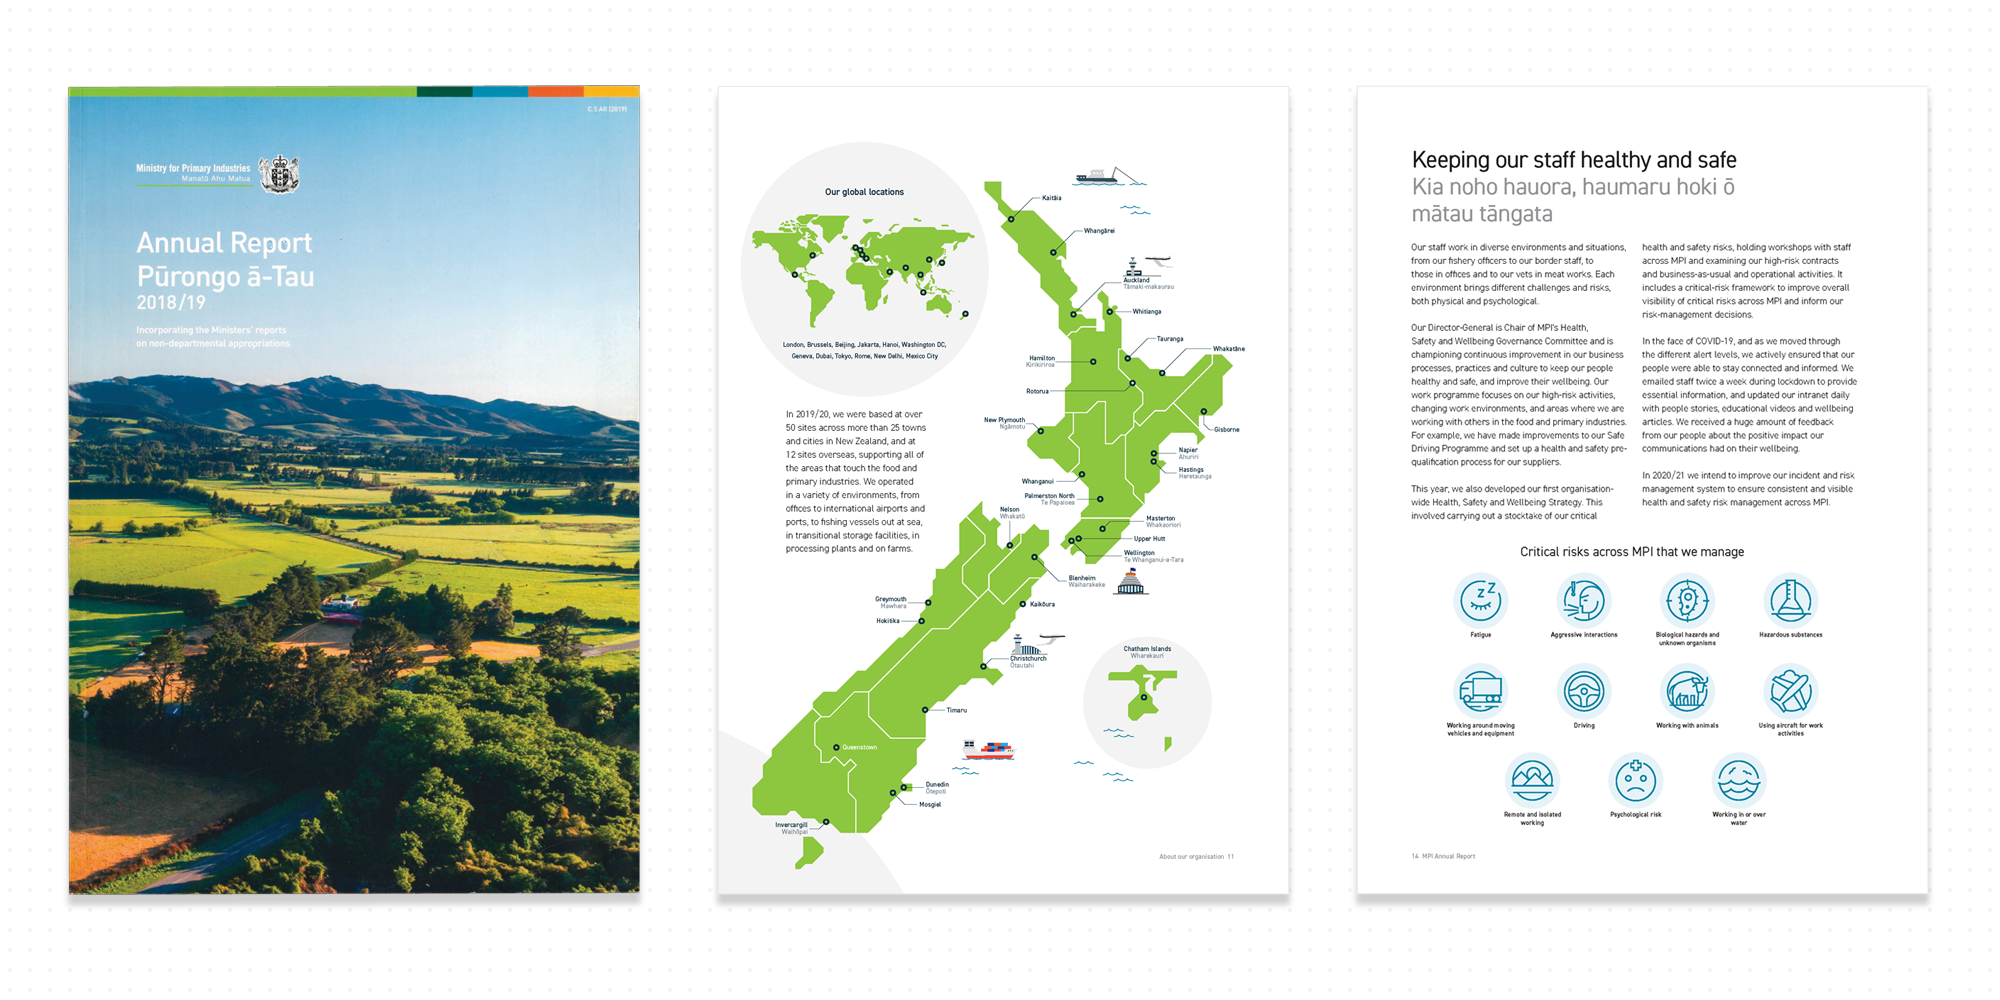 C.5 AR (2019)
Ministry for Primary Industries
Manatū Ahu Matua
Annual Report
Pūrongo ā-Tau
2018/19
Incorporating the Ministers' reports
on non-departmental appropriations
Our global locations
London, Brussels, Beijing, Jakarta, Hanoi, Washington DC,
Geneva, Dubai, Tokyo, Rome, New Delhi, Mexico City
In 2019/20, we were based at over
50 sites across more than 25 towns
and cities in New Zealand, and at
12 sites overseas, supporting all of
the areas that touch the food and
primary industries. We operated
in a variety of environments, from
offices to international airports and
ports, to fishing vessels out at sea,
in transitional storage facilities, in
processing plants and on farms.
Kaitāia
Whangārei
Auckland
Tāmaki-makaurau
Whitianga
Tauranga
Whakatāne
Hamilton
Kirikiriroa
Rotorua
New Plymouth
Ngāmotu
Gisborne
Napier
Ahuriri
Hastings
Heretaunga
Whanganui
Palmerston North
Te Papaioea
Nelson
Whakatū
Masterton
Whakaoriori
Upper Hutt
Wellington
Te Whanganui-a-Tara
Blenheim
Waiharakeke
Greymouth
Mawhera
Kaikōura
Hokitika
Christchurch
Ōtautahi
Chatham Islands
Wharekauri
Timaru
Queenstown
Dunedin
Ōtepoti
Mosgiel
Invercargill
Waihōpai
About our organisation 11
Keeping our staff healthy and safe
Kia noho hauora, haumaru hoki ō
mātau tāngata
Our staff work in diverse environments and situations,
from our fishery officers to our border staff, to
those in offices and to our vets in meat works. Each
environment brings different challenges and risks,
both physical and psychological.
Our Director-General is Chair of MPI's Health,
Safety and Wellbeing Governance Committee and is
championing continuous improvement in our business
processes, practices and culture to keep our people
healthy and safe, and improve their wellbeing. Our
work programme focuses on our high-risk activities,
changing work environments, and areas where we are
working with others in the food and primary industries.
For example, we have made improvements to our Safe
Driving Programme and set up a health and safety pre-
qualification process for our suppliers.
This year, we also developed our first organisation-
wide Health, Safety and Wellbeing Strategy. This
involved carrying out a stocktake of our critical
health and safety risks, holding workshops with staff
across MPI and examining our high-risk contracts
and business-as-usual and operational activities. It
includes a critical-risk framework to improve overall
visibility of critical risks across MPI and inform our
risk-management decisions.
In the face of COVID-19, and as we moved through
the different alert levels, we actively ensured that our
people were able to stay connected and informed. We
emailed staff twice a week during lockdown to provide
essential information, and updated our intranet daily
with people stories, educational videos and wellbeing
articles. We received a huge amount of feedback
from our people about the positive impact our
communications had on their wellbeing.
In 2020/21 we intend to improve our incident and risk
management system to ensure consistent and visible
health and safety risk management across MPI.
Critical risks across MPI that we manage
Fatigue
Aggressive interactions
Biological hazards and
unknown organisms
Hazardous substances
Working around moving
vehicles and equipment
Driving
Working with animals
Using aircraft for work
activities
Remote and isolated
working
Psychological risk
Working in or over
water
14 MPI Annual Report